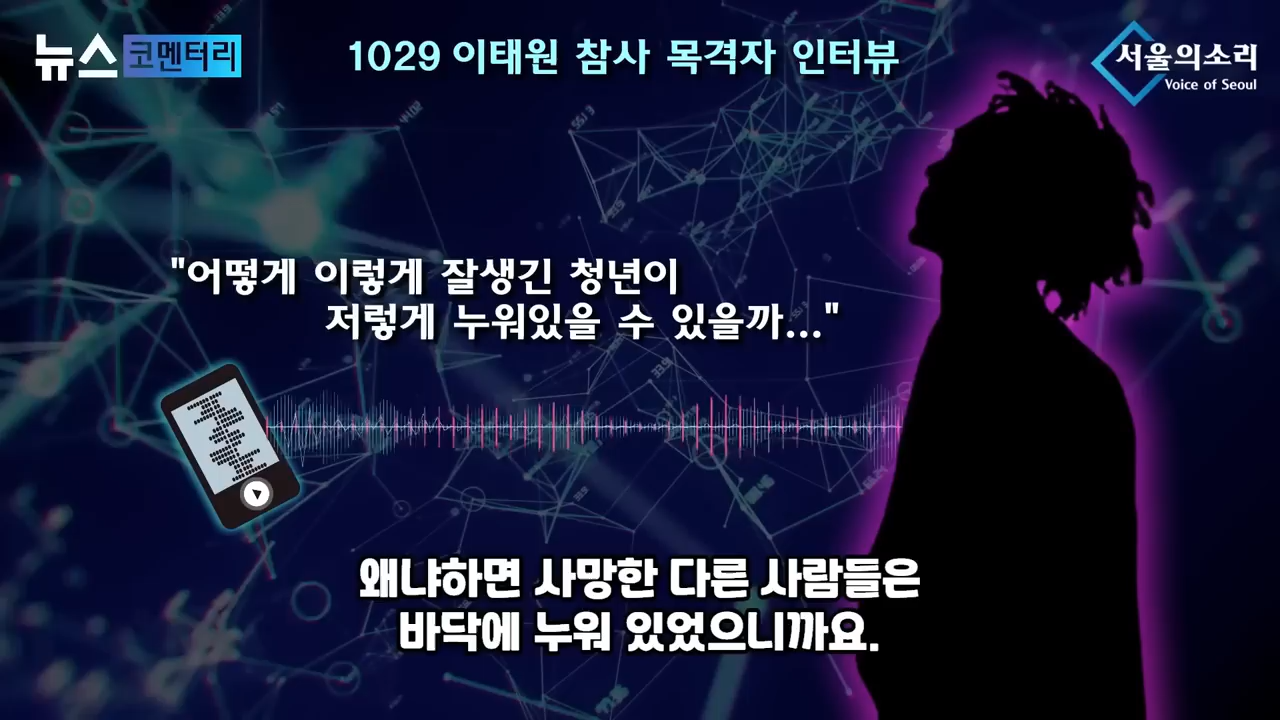 뉴스 코멘터리
1029 이태원 참사 목격자 인터뷰
서울의소리
Voice of Seoul
"어떻게 이렇게 잘생긴 청년이
저렇게 누워있을 수 있을까..."
왜냐하면 사망한 다른 사람들은
바닥에 누워 있었으니까요.